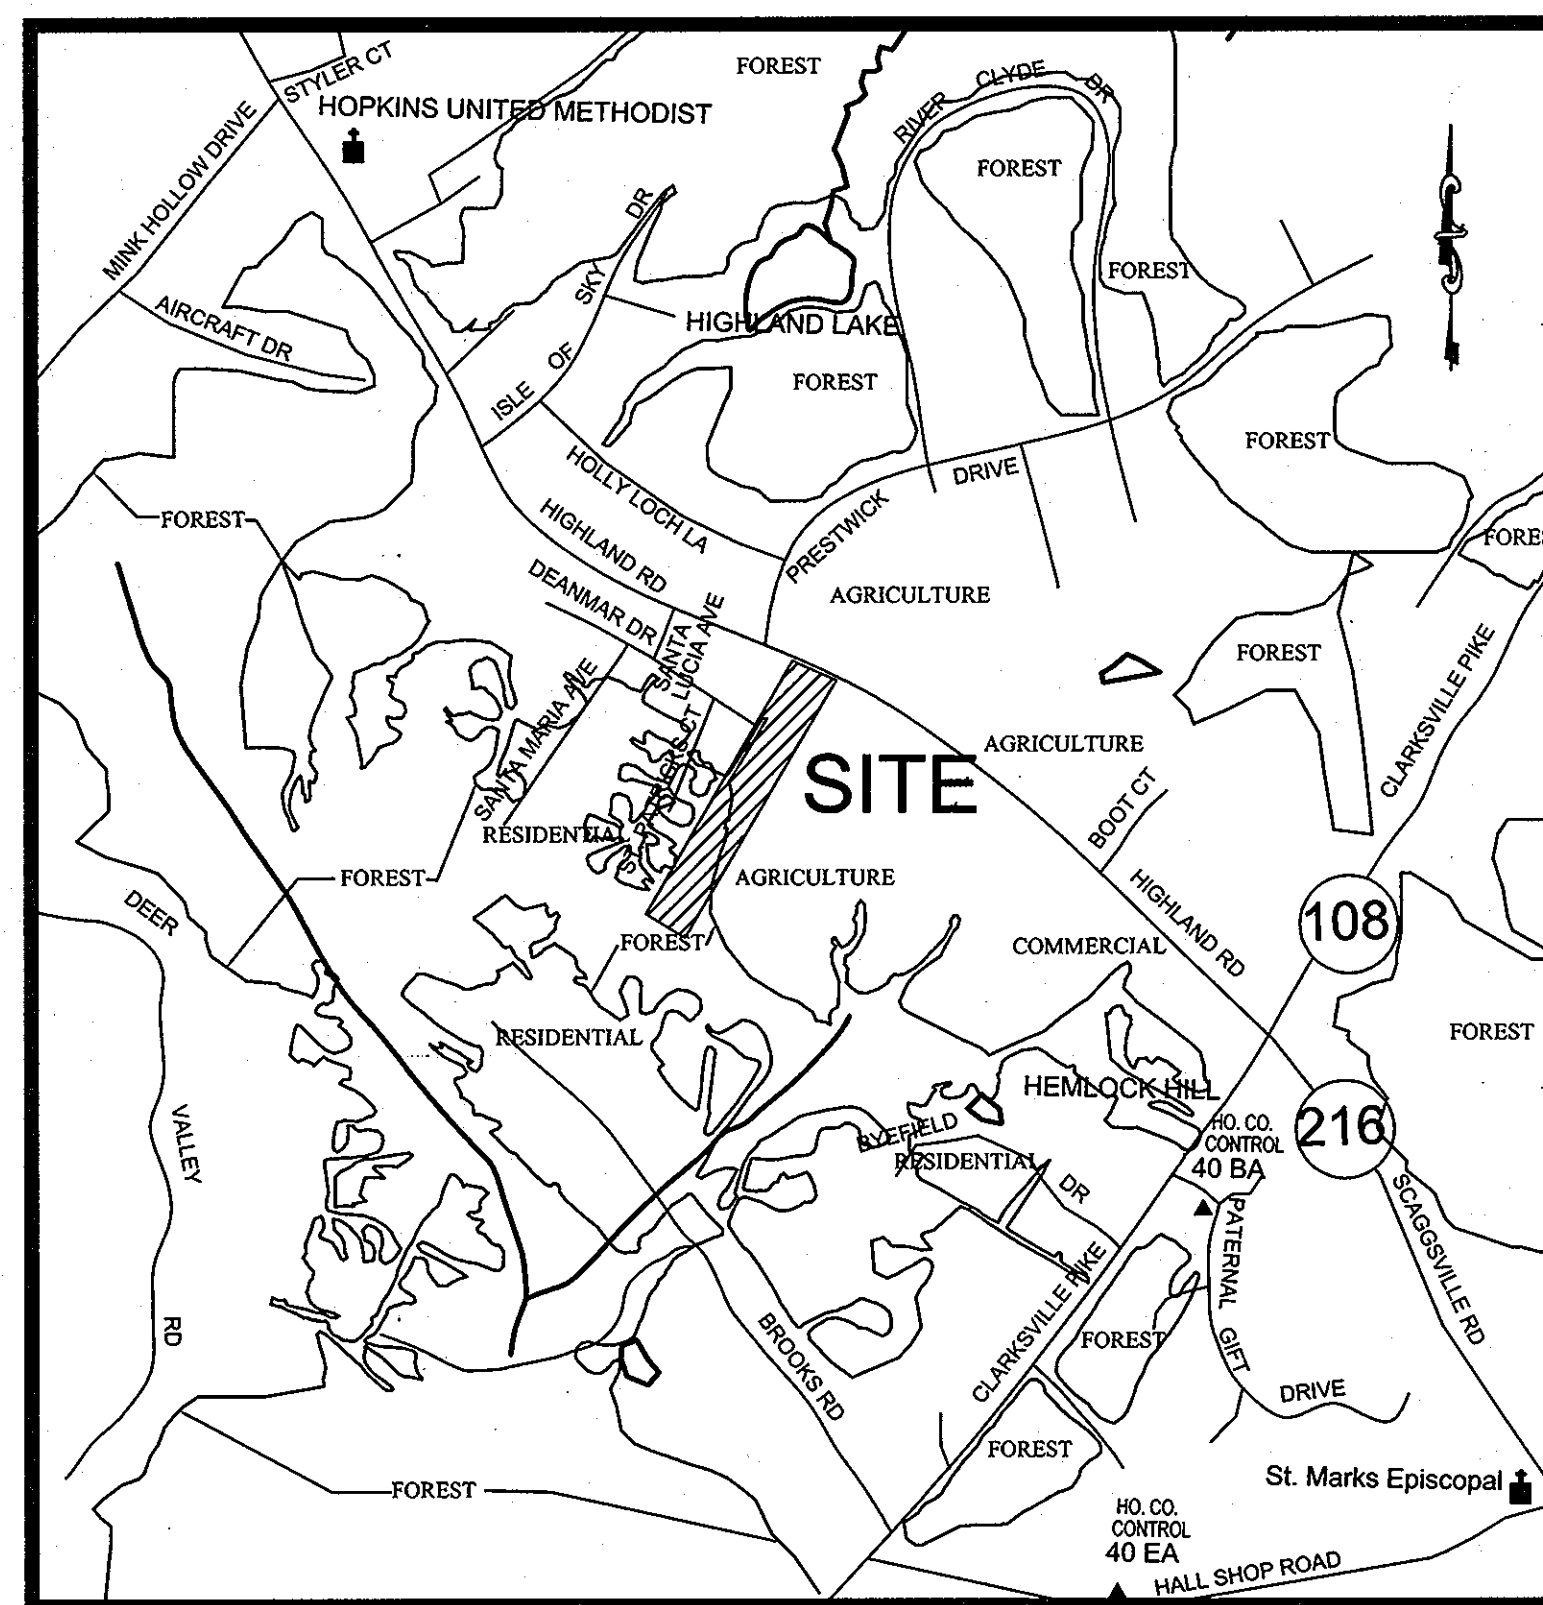 STYLER CT
FOREST
HOPKINS UNITED METHODIST
RIVER CLYDE DR
MINK HOLLOW DRIVE
FOREST
ISLE OF SKY DR
FOREST
AIRCRAFT DR
HIGHLAND LAKE
FOREST
FOREST
HOLLY LOCH LA
PRESTWICK DRIVE
FOREST
HIGHLAND RD
DEANMAR DR
SANTA
LUCIA AVE
AGRICULTURE
FOREST
CLARKSVILLE PIKE
SANTA MARIA AVE
AGRICULTURE
SITE
BOOT CT
RESIDENTIAL
FOREST
AGRICULTURE
HIGHLAND RD
108
FOREST
COMMERCIAL
DEER VALLEY RD
RESIDENTIAL
FOREST
HEMLOCK HILL
216
HO. CO.
CONTROL
40 BA
RYEFIELD DR
RESIDENTIAL
SCAGGSVILLE RD
PATERNAL GIFT DRIVE
CLARKSVILLE PIKE
BROOKS RD
FOREST
FOREST
St. Marks Episcopal
FOREST
HO. CO.
CONTROL
40 EA
HALL SHOP ROAD